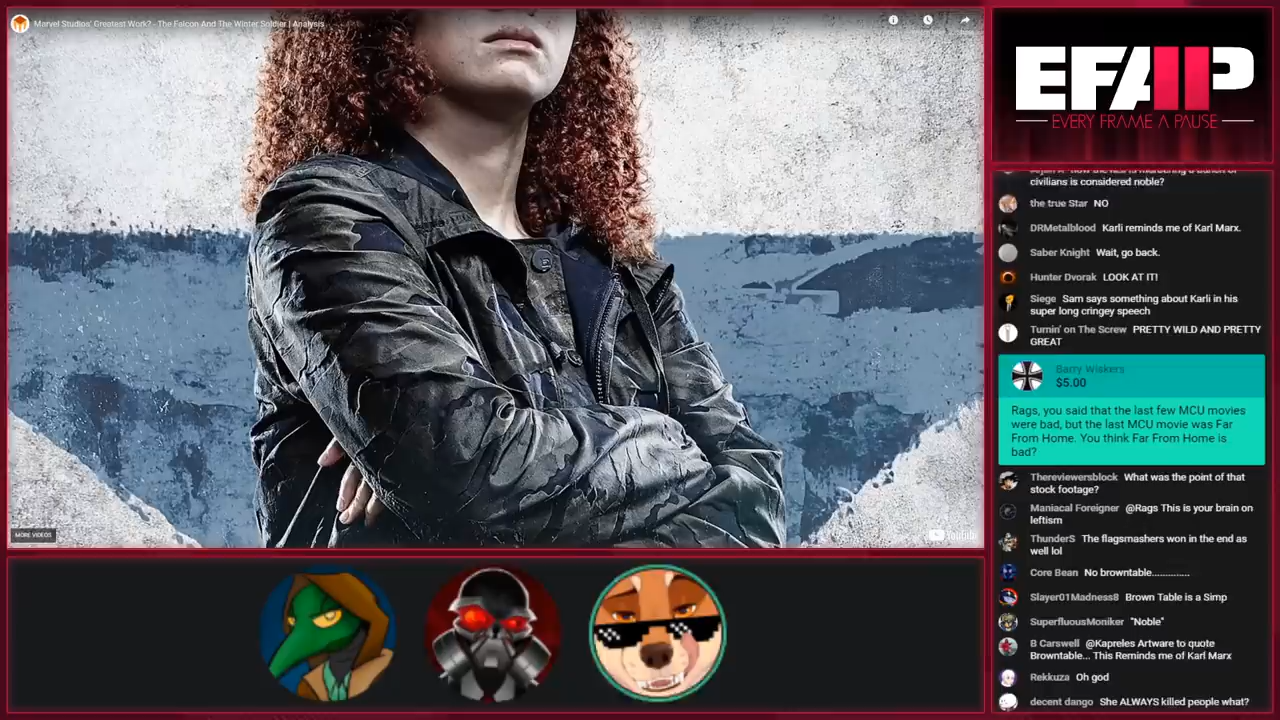 Marvel Studios' Greatest Work? - The Falcon And The Winter Soldier | Analysis
MORE VIDEOS
YouTube
EFAP
EVERY FRAME A PAUSE
civilians is considered noble?
the true Star NO
DRMetalblood Karli reminds me of Karl Marx.
Saber Knight Wait, go back.
Hunter Dvorak LOOK AT IT!
Siege Sam says something about Karli in his
super long cringey speech
Turnin' on The Screw PRETTY WILD AND PRETTY
GREAT
Barry Wiskers
$5.00
Rags, you said that the last few MCU movies
were bad, but the last MCU movie was Far
From Home. You think Far From Home is
bad?
Thereviewersblock What was the point of that
stock footage?
Maniacal Foreigner @Rags This is your brain on
leftism
ThunderS The flagsmashers won in the end as
well lol
Core Bean No browntable..............
Slayer01Madness8 Brown Table is a Simp
SuperfluousMoniker "Noble"
B Carswell @Kapreles Artware to quote
Browntable... This Reminds me of Karl Marx
Rekkuza Oh god
decent dango She ALWAYS killed people what?